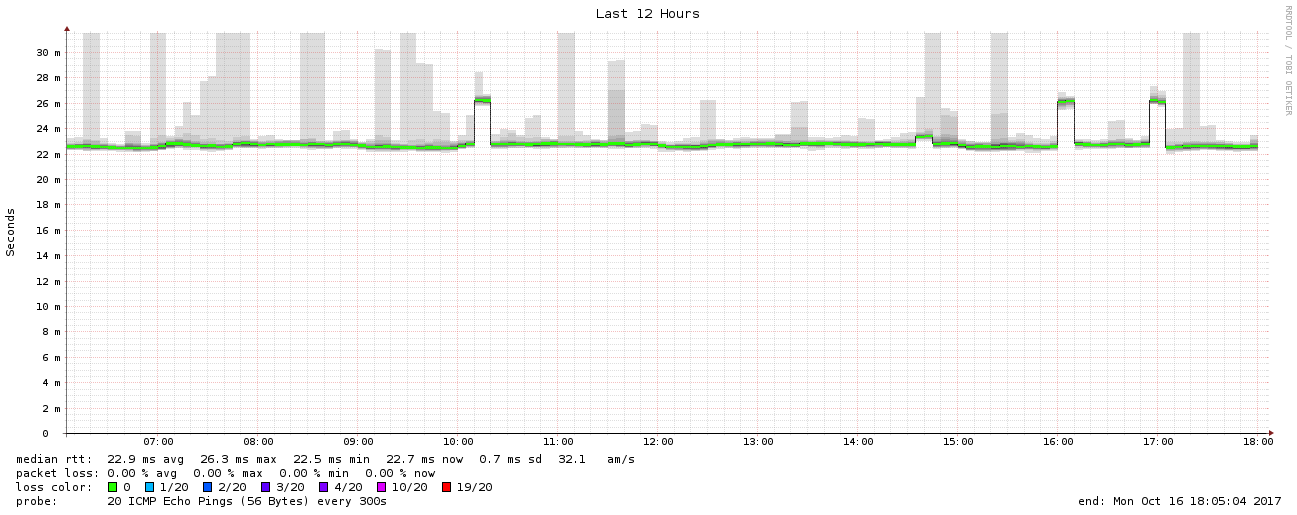 Last 12 Hours
RRDTOOL / TOBI OETIKER
Seconds
30 m
28 m
26 m
24 m
22 m
20 m
18 m
16 m
14 m
12 m
10 m
8 m
6 m
4 m
2 m
0
07:00 08:00 09:00 10:00 11:00 12:00 13:00 14:00 15:00 16:00 17:00 18:00
median rtt: 22.9 ms avg 26.3 ms max 22.5 ms min 22.7 ms now 0.7 ms sd 32.1 am/s
packet loss: 0.00 % avg 0.00 % max 0.00 % min 0.00 % now
loss color: 0 1/20 2/20 3/20 4/20 10/20 19/20
probe: 20 ICMP Echo Pings (56 Bytes) every 300s
end: Mon Oct 16 18:05:04 2017